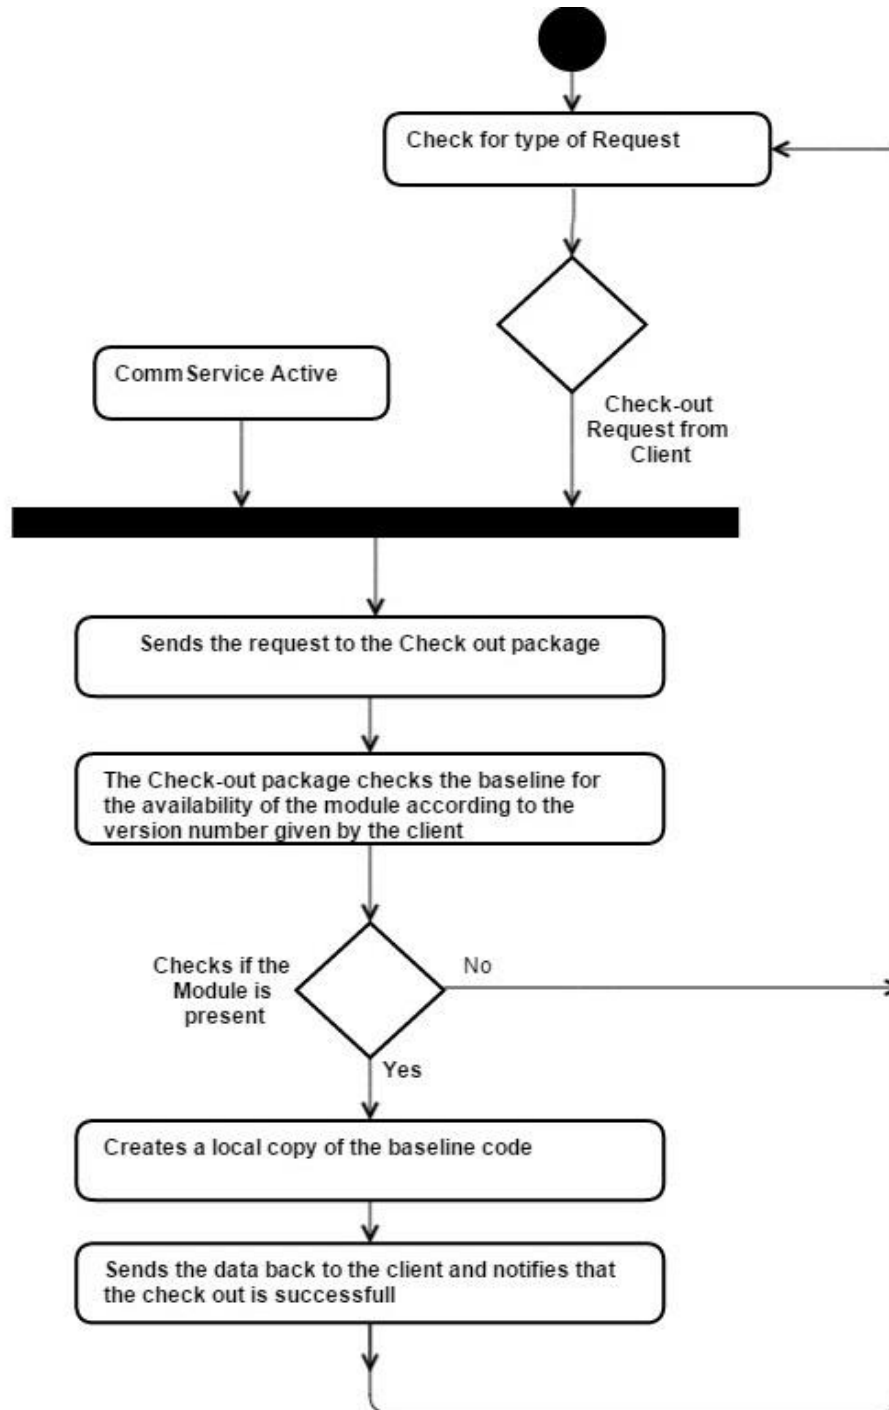 Check for type of Request
CommService Active
Check-out
Request from
Client
Sends the request to the Check out package
The Check-out package checks the baseline for
the availability of the module according to the
version number given by the client
Checks if the
Module is
present
No
Yes
Creates a local copy of the baseline code
Sends the data back to the client and notifies that
the check out is successfull